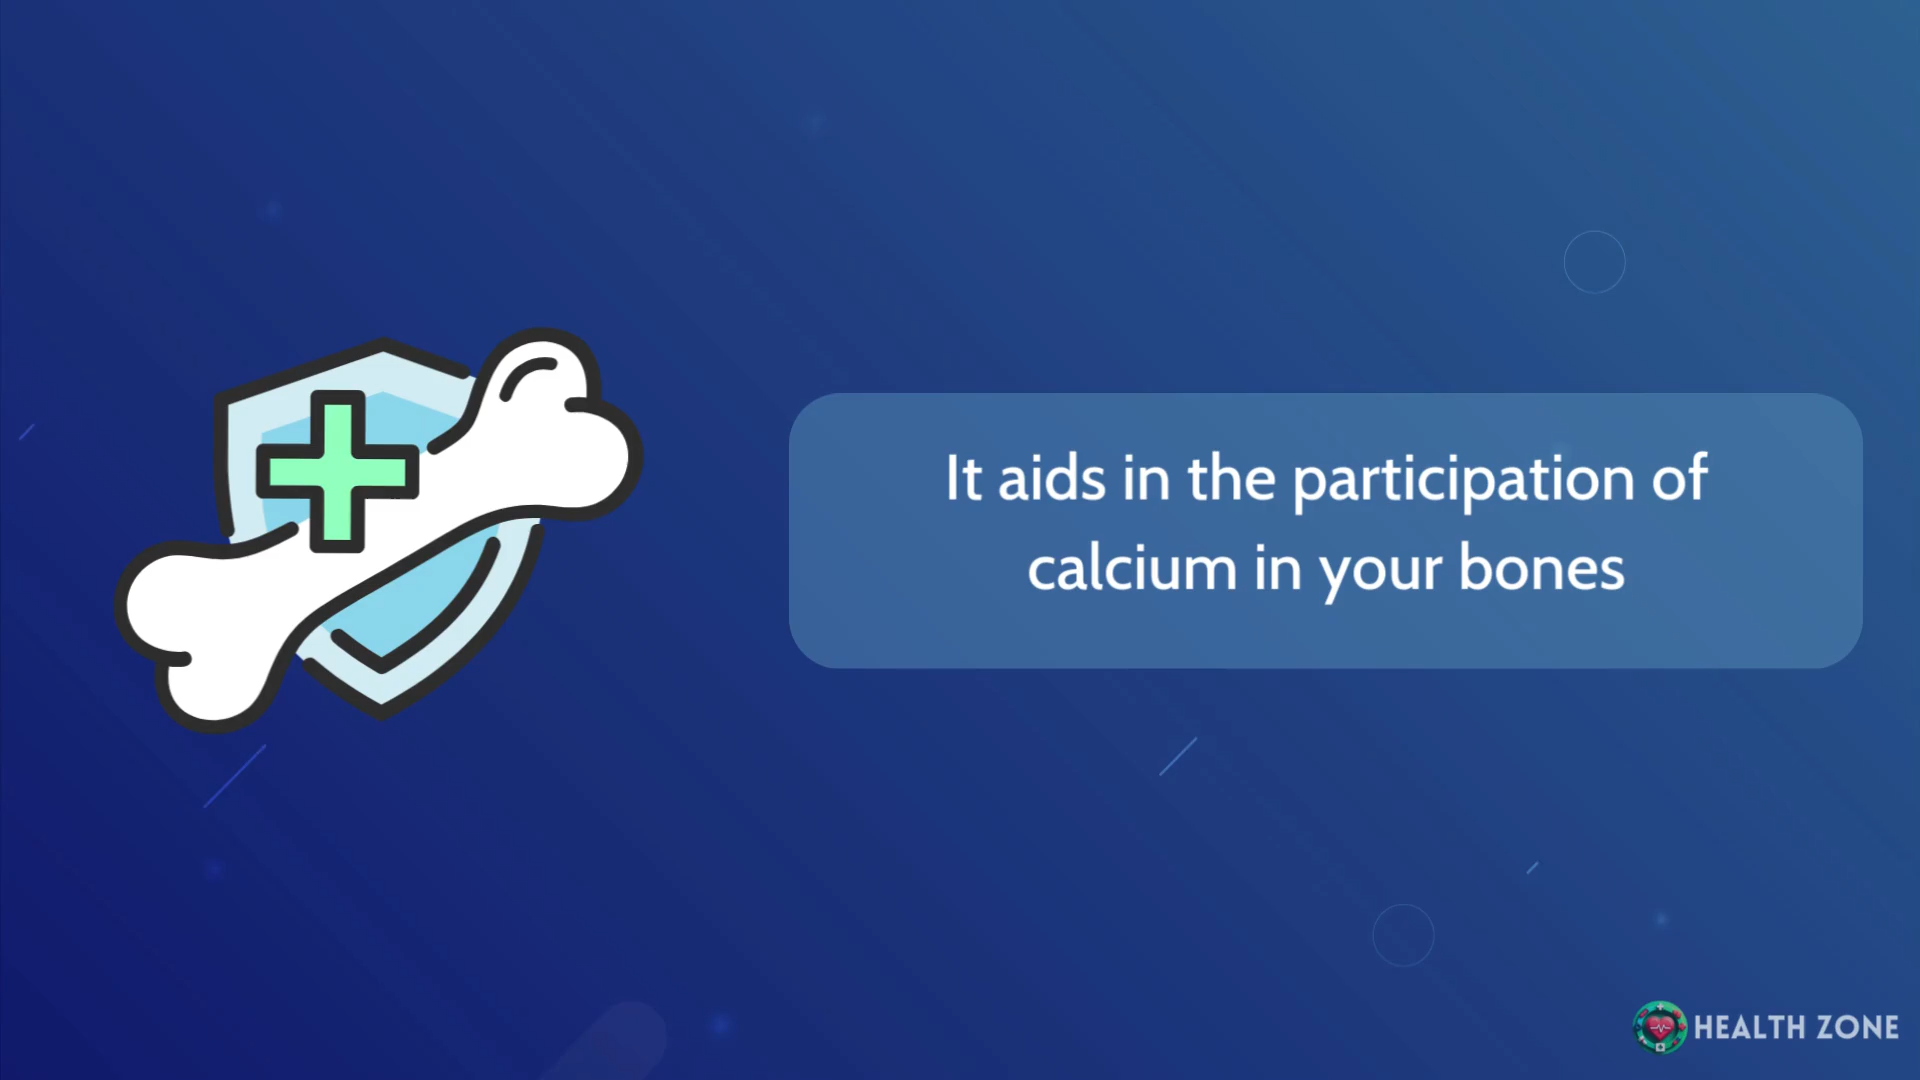 It aids in the participation of
calcium in your bones
HEALTH ZONE